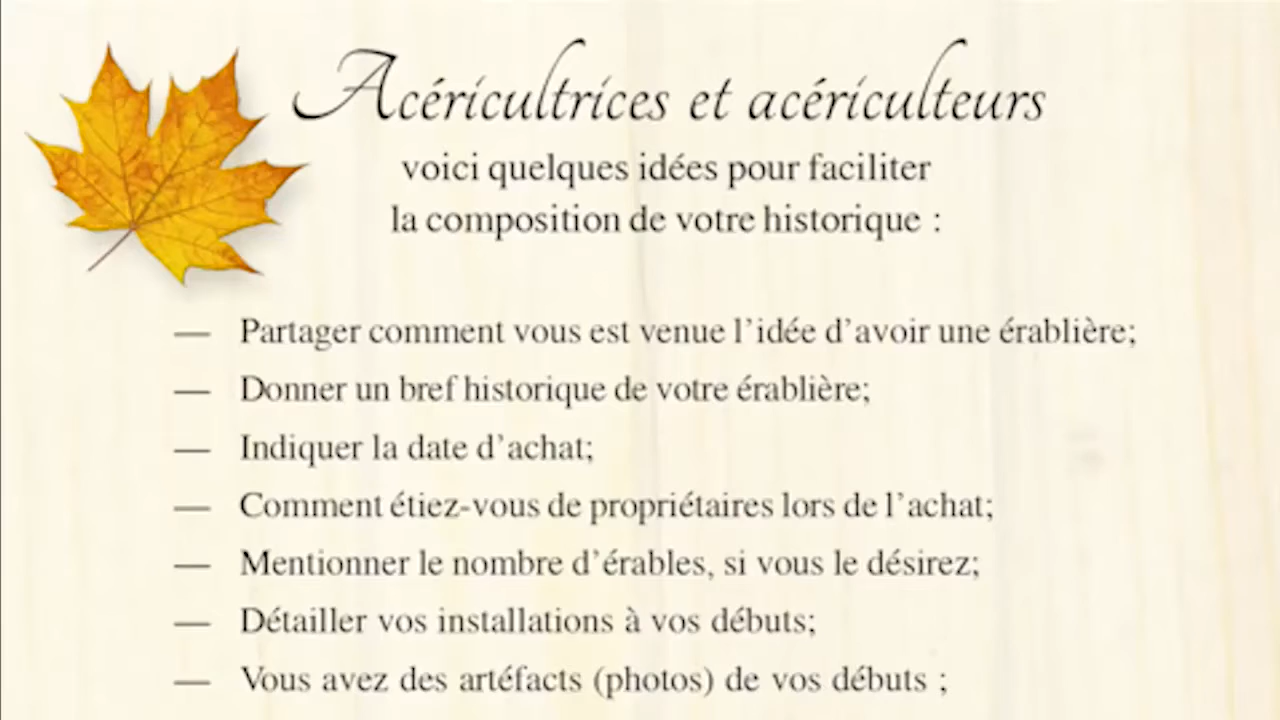 Acéricultrices et acériculteurs
voici quelques idées pour faciliter
la composition de votre historique :
— Partager comment vous est venue l’idée d’avoir une érablière;
— Donner un bref historique de votre érablière;
— Indiquer la date d’achat;
— Comment étiez-vous de propriétaires lors de l’achat;
— Mentionner le nombre d’érables, si vous le désirez;
— Détailler vos installations à vos débuts;
— Vous avez des artéfacts (photos) de vos débuts ;